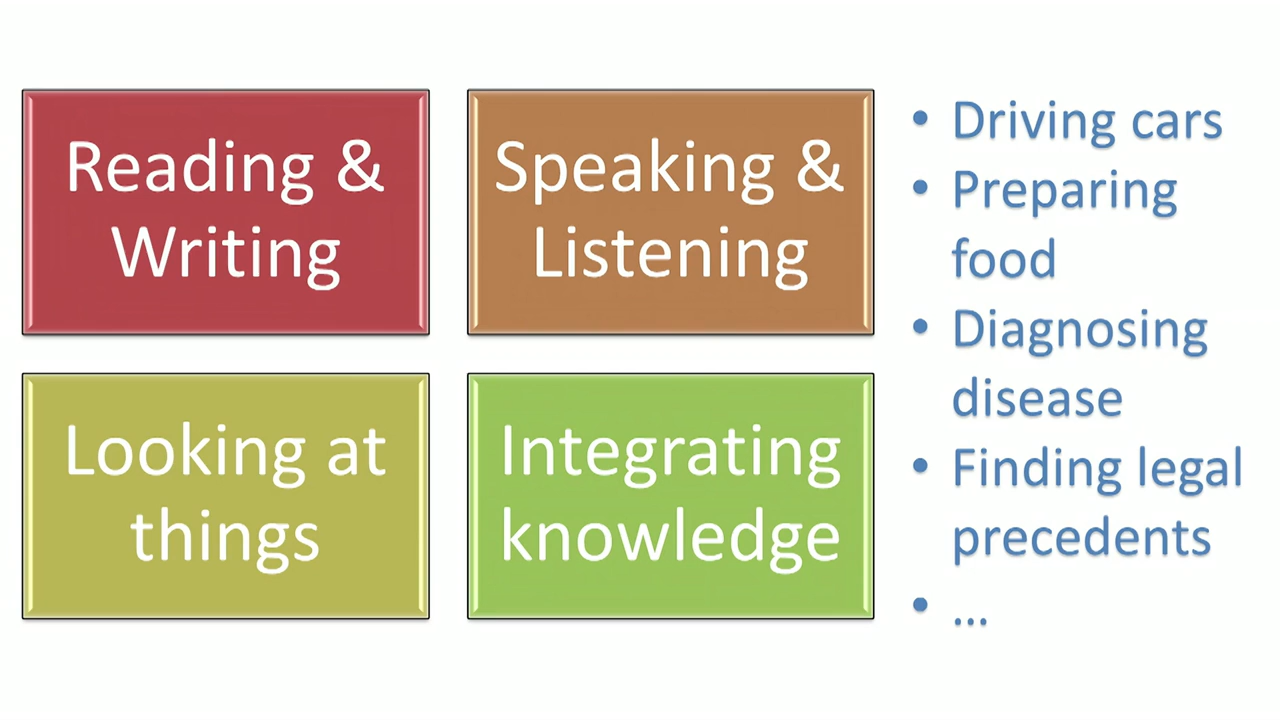 Reading &
Writing
Speaking &
Listening
Looking at
things
Integrating
knowledge
• Driving cars
• Preparing
food
• Diagnosing
disease
• Finding legal
precedents
• ...